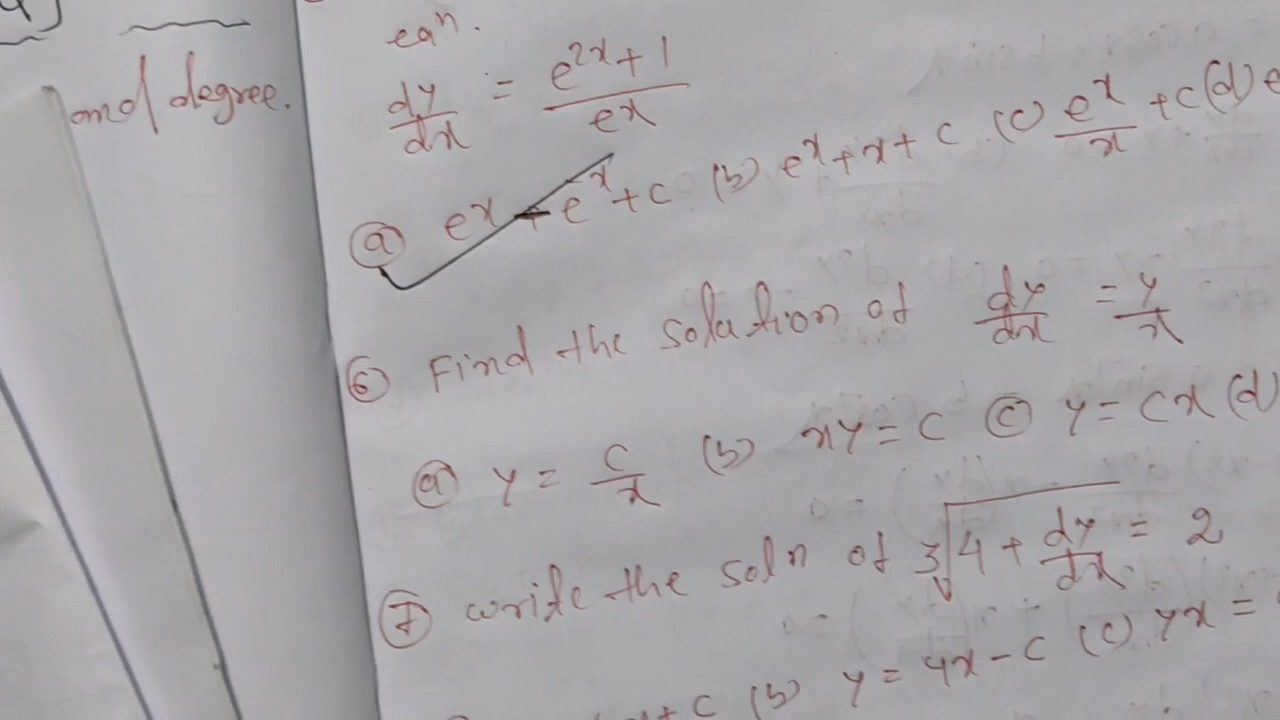 and degree.
eqn.
dy/dx = (e^2x + 1)/e^x
(a) e^x - e^-x + c (b) e^x + x + c (c) e^x/x + c (d) e
(6) Find the solution of dy/dx = y/x
(a) y = c/x (b) xy = c (c) y = cx (d)
(7) write the soln of ∛(4 + dy/dx) = 2
+ c (b) y = 4x - c (c) yx =